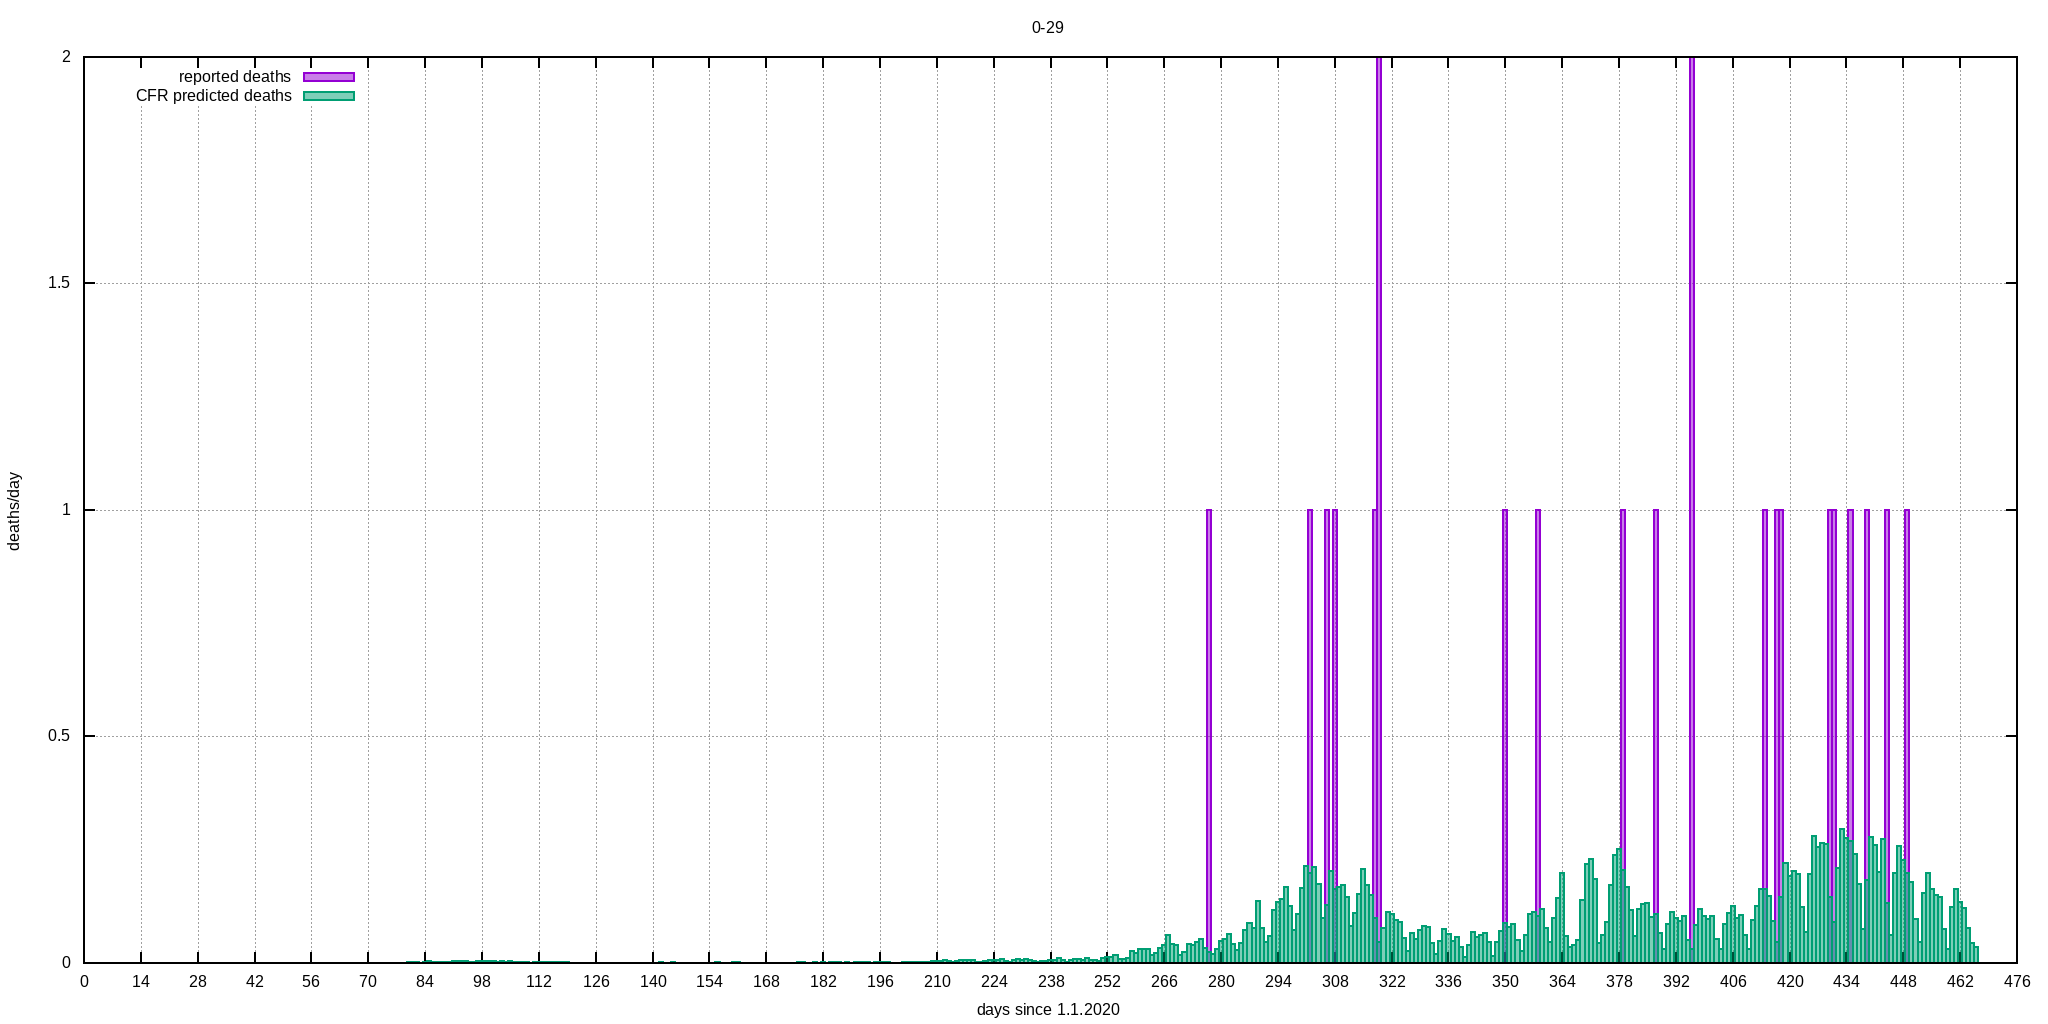 0-29
reported deaths
CFR predicted deaths
2
1.5
1
0.5
0
deaths/day
0 14 28 42 56 70 84 98 112 126 140 154 168 182 196 210 224 238 252 266 280 294 308 322 336 350 364 378 392 406 420 434 448 462 476
days since 1.1.2020